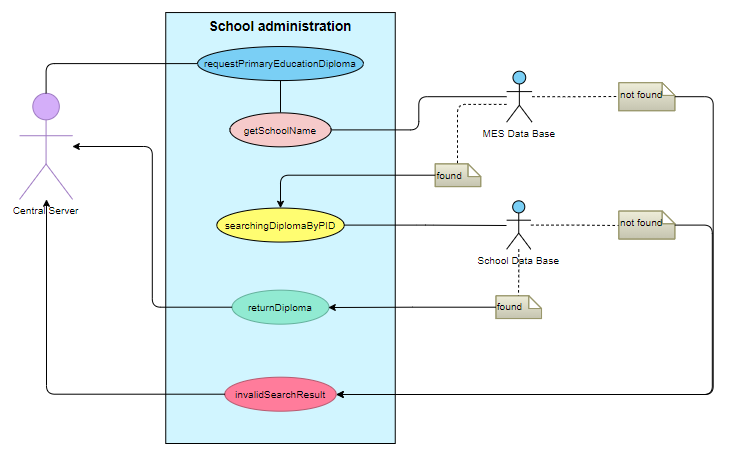 School administration
requestPrimaryEducationDiploma
not found
getSchoolName
MES Data Base
found
Central Server
searchingDiplomaByPID
not found
School Data Base
returnDiploma
found
invalidSearchResult